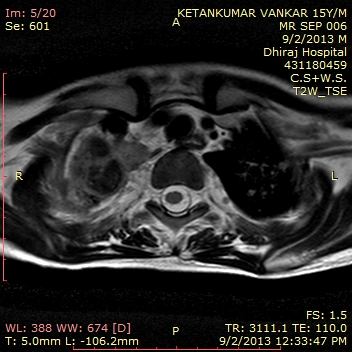 Im: 5/20
Se: 601
KETANKUMAR VANKAR 15Y/M
MR SEP 006
9/2/2013 M
Dhiraj Hospital
431180459
C.S+W.S.
T2W_TSE
A
R
L
P
WL: 388 WW: 674 [D]
T: 5.0mm L: -106.2mm
FS: 1.5
TR: 3111.1 TE: 110.0
9/2/2013 12:33:47 PM